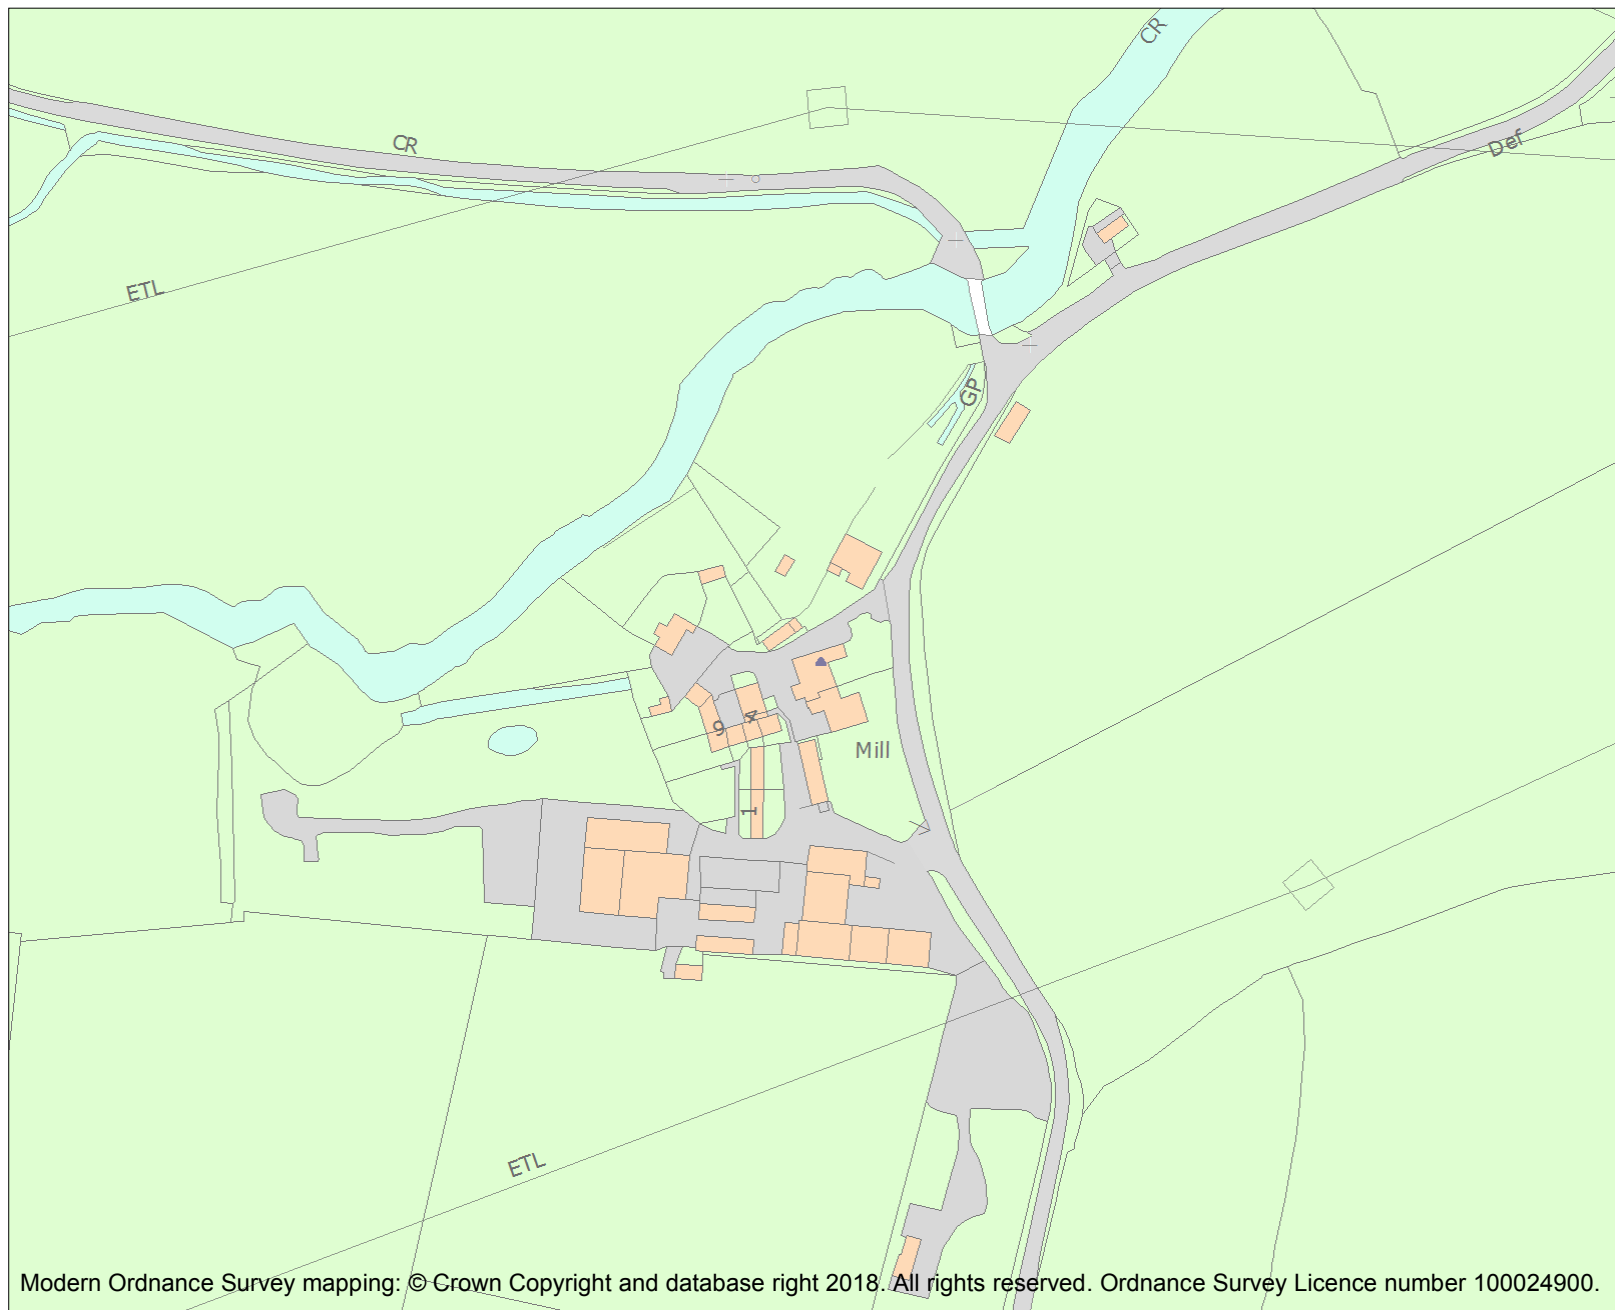 CR
CR
Def
ETL
GP
4
6
Mill
1
ETL
Modern Ordnance Survey mapping: © Crown Copyright and database right 2018. All rights reserved. Ordnance Survey Licence number 100024900.